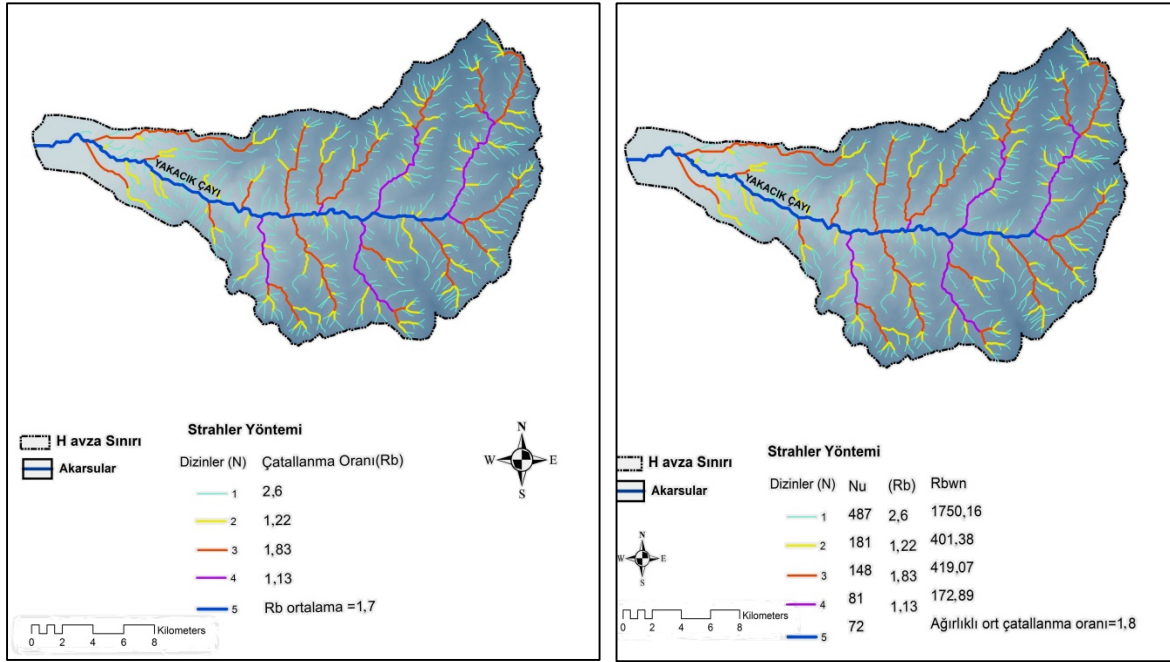 YAKACIK ÇAYI
H avza Sınırı
Akarsular
Strahler Yöntemi
Dizinler (N) Çatallanma Oranı(Rb)
1 2,6
2 1,22
3 1,83
4 1,13
5 Rb ortalama =1,7
N
W E
S
Kilometers
0 2 4 6 8
YAKACIK ÇAYI
H avza Sınırı
Akarsular
Strahler Yöntemi
Dizinler (N) Nu (Rb) Rbwn
1 487 2,6 1750,16
2 181 1,22 401,38
3 148 1,83 419,07
4 81 1,13 172,89
5 72 Ağırlıklı ort çatallanma oranı=1,8
N
W E
S
Kilometers
0 2 4 6 8